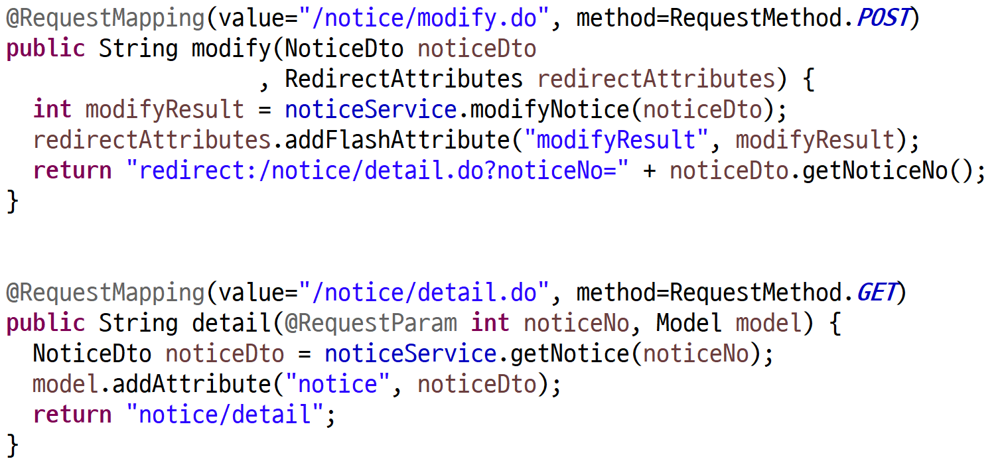 @RequestMapping(value="/notice/modify.do", method=RequestMethod.POST)
public String modify(NoticeDto noticeDto
                   , RedirectAttributes redirectAttributes) {
  int modifyResult = noticeService.modifyNotice(noticeDto);
  redirectAttributes.addFlashAttribute("modifyResult", modifyResult);
  return "redirect:/notice/detail.do?noticeNo=" + noticeDto.getNoticeNo();
}
@RequestMapping(value="/notice/detail.do", method=RequestMethod.GET)
public String detail(@RequestParam int noticeNo, Model model) {
  NoticeDto noticeDto = noticeService.getNotice(noticeNo);
  model.addAttribute("notice", noticeDto);
  return "notice/detail";
}